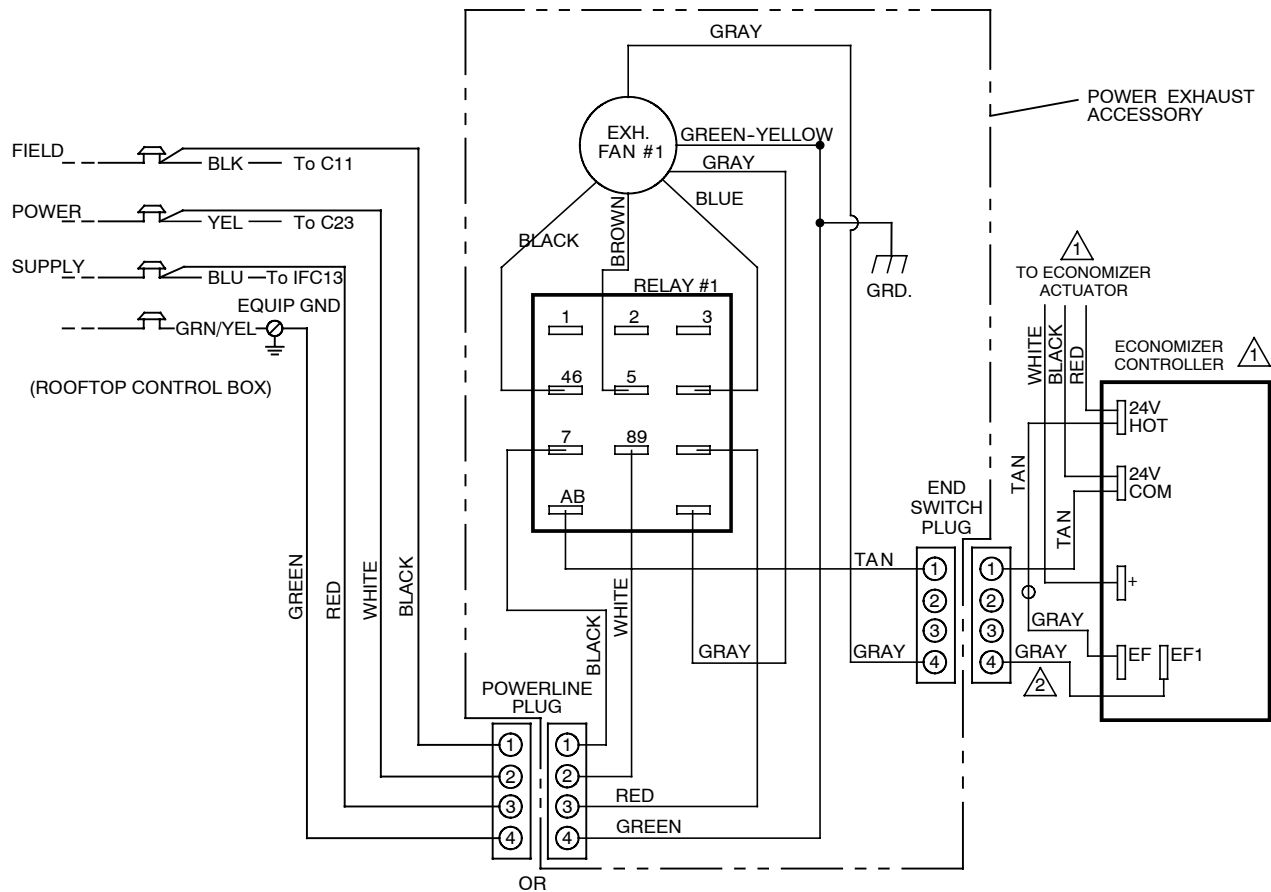 GRAY
POWER EXHAUST
ACCESSORY
EXH.
FAN #1
GREEN-YELLOW
GRAY
BLUE
BROWN
BLACK
FIELD
BLK
To C11
POWER
YEL
To C23
SUPPLY
BLU
To IFC13
EQUIP GND
GRN/YEL
(ROOFTOP CONTROL BOX)
GRD.
RELAY #1
1
2
3
46
5
7
89
AB
1
TO ECONOMIZER
ACTUATOR
WHITE
BLACK
RED
ECONOMIZER
CONTROLLER
1
24V
HOT
24V
COM
+
EF
EF1
TAN
TAN
GRAY
END
SWITCH
PLUG
TAN
1
2
3
4
1
2
3
4
GRAY
GRAY
2
GRAY
GREEN
RED
WHITE
BLACK
BLACK
WHITE
POWERLINE
PLUG
1
2
3
4
1
2
3
4
RED
GREEN
OR